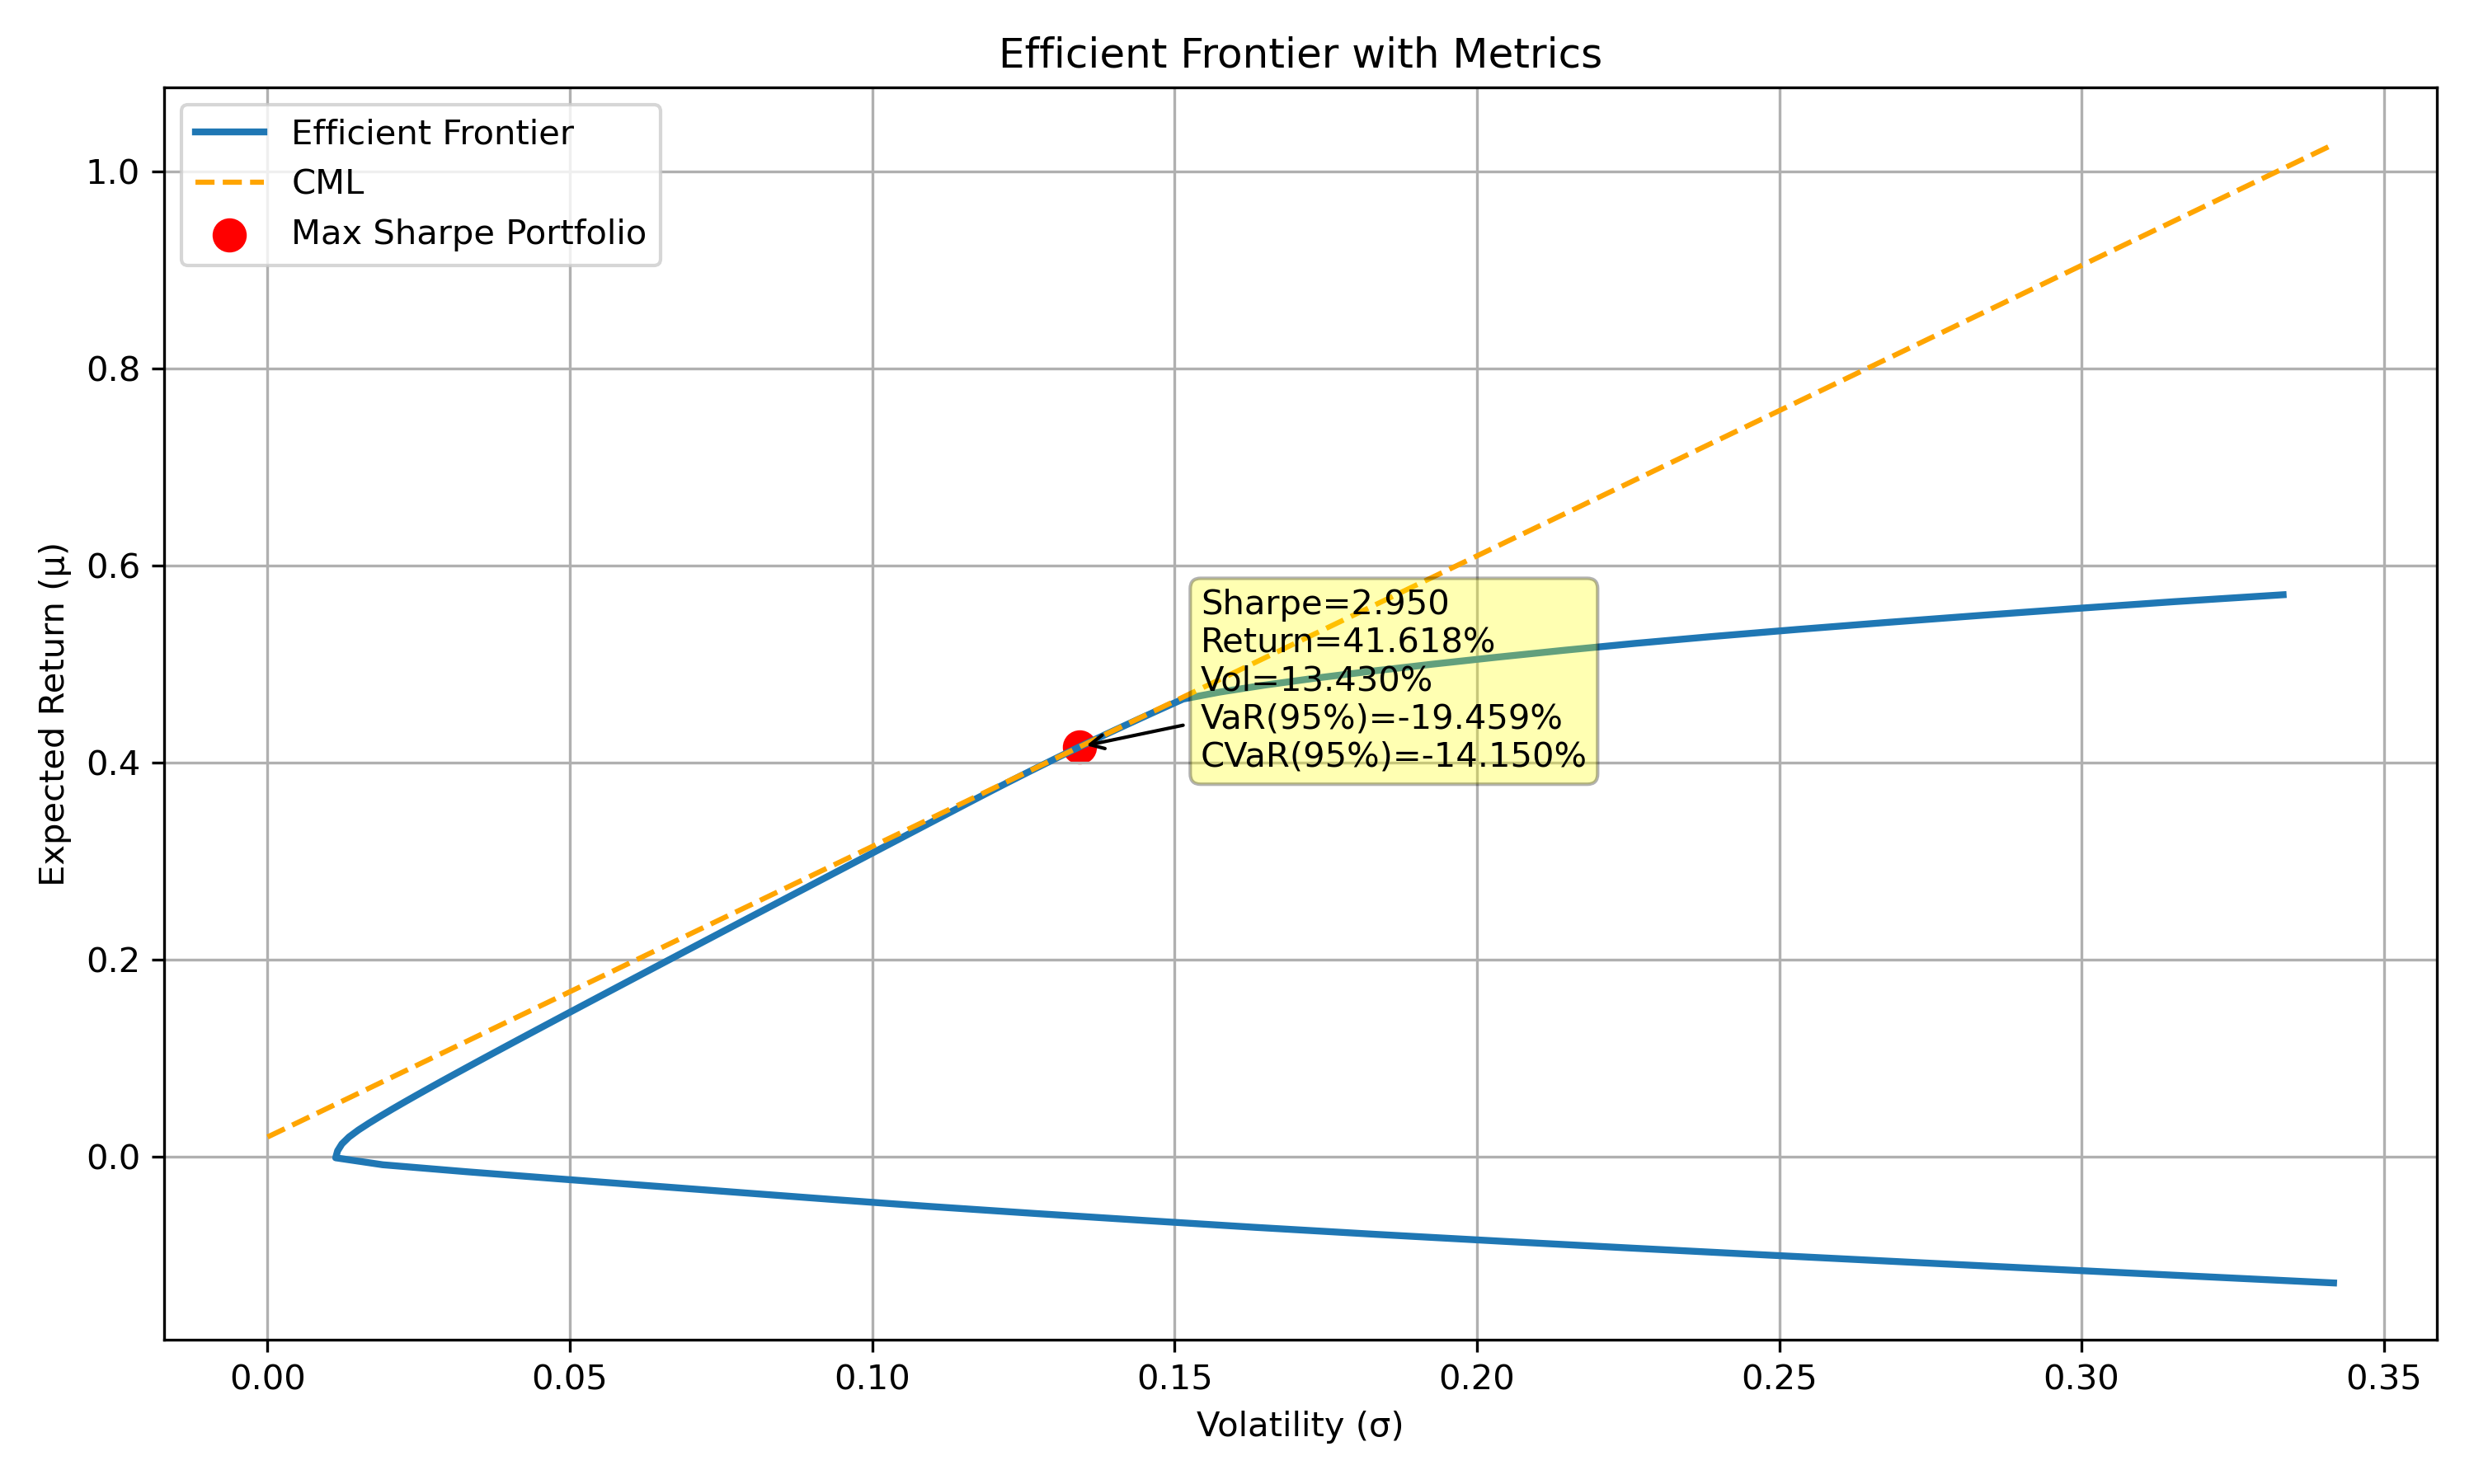 Efficient Frontier with Metrics
Efficient Frontier
CML
Max Sharpe Portfolio
1.0
0.8
0.6
0.4
0.2
0.0
Expected Return (μ)
Sharpe=2.950
Return=41.618%
Vol=13.430%
VaR(95%)=-19.459%
CVaR(95%)=-14.150%
0.00 0.05 0.10 0.15 0.20 0.25 0.30 0.35
Volatility (σ)